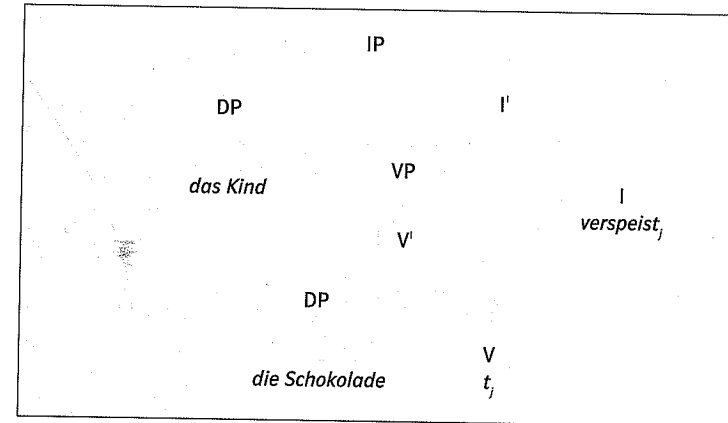 IP
DP I'
VP
das Kind
I
verspeist_j
V'
DP
V
die Schokolade t_j